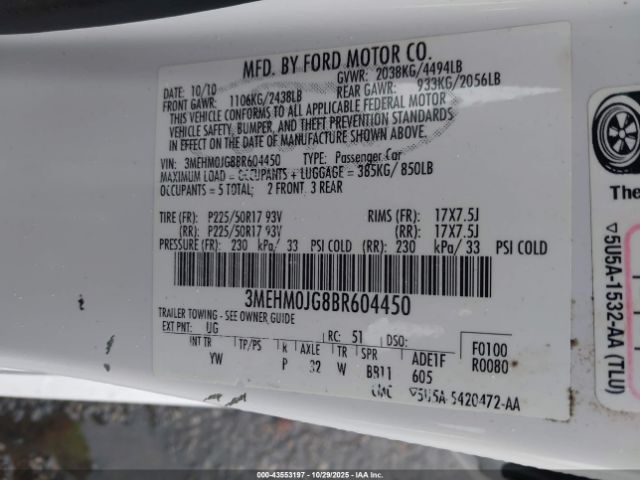 MFD. BY FORD MOTOR CO.
DATE: 10/10 GVWR: 2038KG/4494LB
FRONT GAWR: 1106KG/2438LB REAR GAWR: 933KG/2056LB
THIS VEHICLE CONFORMS TO ALL APPLICABLE FEDERAL MOTOR
VEHICLE SAFETY, BUMPER, AND THEFT PREVENTION STANDARDS
IN EFFECT ON THE DATE OF MANUFACTURE SHOWN ABOVE.
VIN: 3MEHM0JG8BR604450 TYPE: Passenger Car
MAXIMUM LOAD = OCCUPANTS + LUGGAGE = 385KG/ 850LB
OCCUPANTS = 5 TOTAL; 2 FRONT 3 REAR
TIRE (FR): P225/50R17 93V RIMS (FR): 17X7.5J
(RR): P225/50R17 93V (RR): 17X7.5J
PRESSURE (FR): 230 kPa/ 33 PSI COLD (RR): 230 kPa/ 33 PSI COLD
3MEHM0JG8BR604450
TRAILER TOWING - SEE OWNER GUIDE
EXT PNT: UG RC: 51 DSO: F0100
INT TR TP/PS R AXLE TR SPR ADE1F R0080
YW P 32 W BB11 605
▽5U5A-5420472-AA
The
▽5U5A-1532-AA (TLU)
#: 43553197 - 10/29/2025 - IAA, Inc.